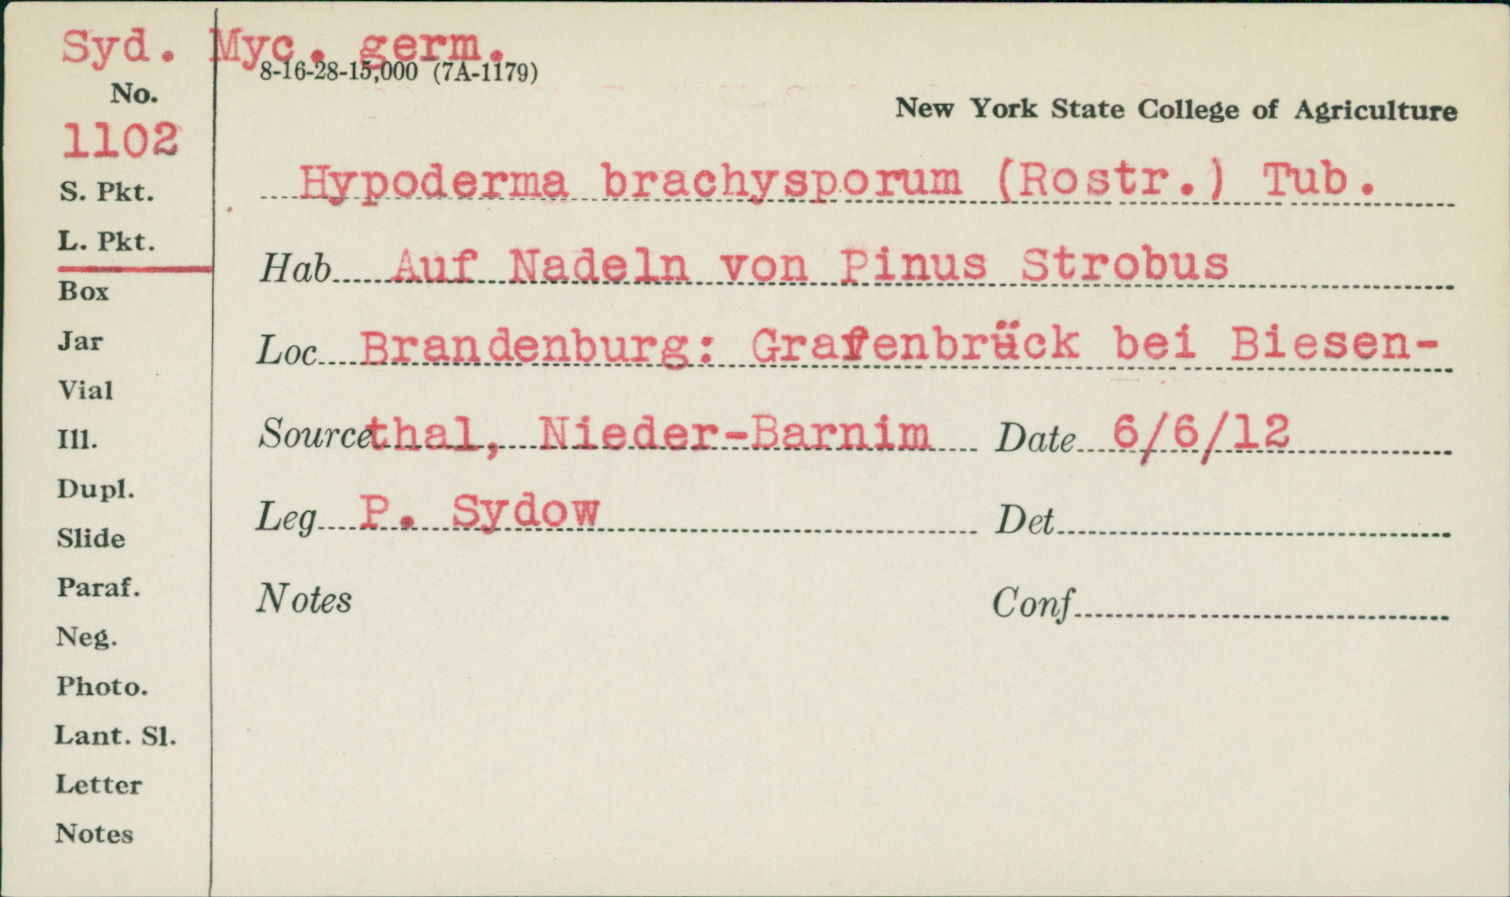 Syd. Myc. germ.
8-16-28-15,000 (7A-1179)
No.
New York State College of Agriculture
1102
Hypoderma brachysporum (Rostr.) Tub.
S. Pkt.
L. Pkt.
Hab Auf Nadeln von Pinus Strobus
Box
Jar
Loc Brandenburg: Grafenbrück bei Biesen-
Vial
Ill.
Source thal, Nieder-Barnim Date 6/6/12
Dupl.
Leg P. Sydow Det
Slide
Paraf.
Notes Conf
Neg.
Photo.
Lant. Sl.
Letter
Notes